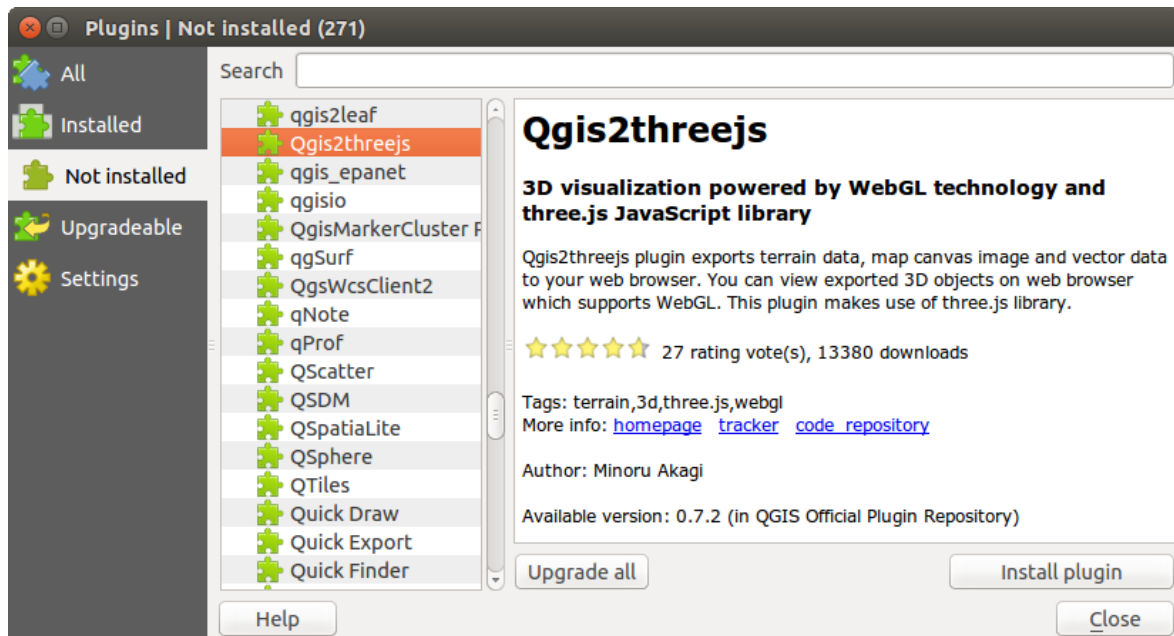 Plugins | Not installed (271)
All
Installed
Not installed
Upgradeable
Settings
Search
qgis2leaf
Qgis2threejs
qgis_epanet
qgisio
QgisMarkerCluster
qgSurf
QgsWcsClient2
qNote
qProf
QScatter
QSDM
QSpatiaLite
QSphere
QTiles
Quick Draw
Quick Export
Quick Finder
Qgis2threejs
3D visualization powered by WebGL technology and
three.js JavaScript library
Qgis2threejs plugin exports terrain data, map canvas image and vector data
to your web browser. You can view exported 3D objects on web browser
which supports WebGL. This plugin makes use of three.js library.
27 rating vote(s), 13380 downloads
Tags: terrain,3d,three.js,webgl
More info: homepage tracker code repository
Author: Minoru Akagi
Available version: 0.7.2 (in QGIS Official Plugin Repository)
Upgrade all
Install plugin
Help
Close